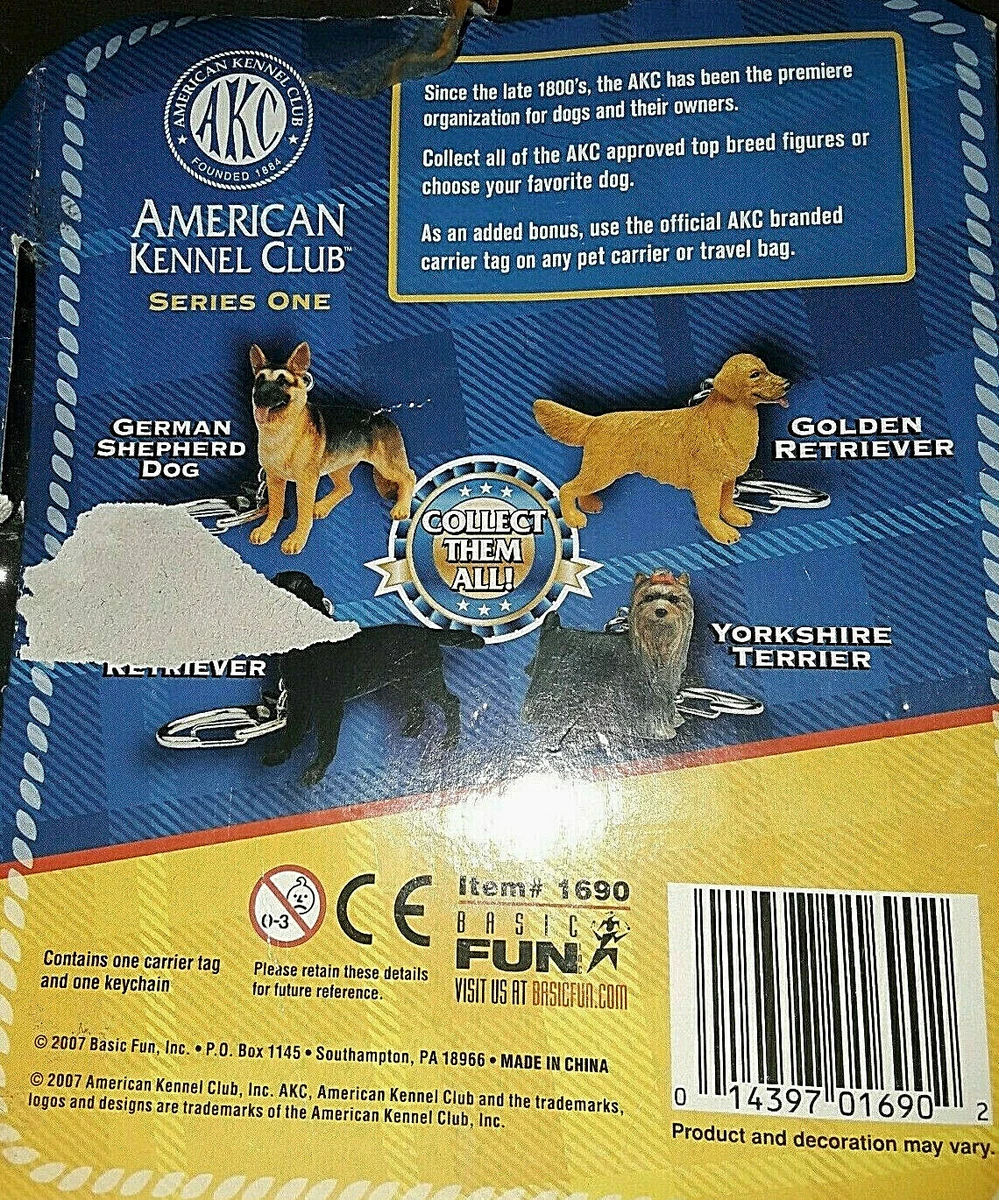 AMERICAN KENNEL CLUB
AKC
FOUNDED 1884
AMERICAN
KENNEL CLUB™
SERIES ONE
Since the late 1800's, the AKC has been the premiere
organization for dogs and their owners.
Collect all of the AKC approved top breed figures or
choose your favorite dog.
As an added bonus, use the official AKC branded
carrier tag on any pet carrier or travel bag.
GERMAN
SHEPHERD
DOG
GOLDEN
RETRIEVER
COLLECT
THEM
ALL!
RETRIEVER
YORKSHIRE
TERRIER
0-3
CE
Item# 1690
BASIC
FUN
VISIT US AT BASICFUN.COM
Contains one carrier tag
and one keychain
Please retain these details
for future reference.
© 2007 Basic Fun, Inc. • P.O. Box 1145 • Southampton, PA 18966 • MADE IN CHINA
© 2007 American Kennel Club, Inc. AKC, American Kennel Club and the trademarks,
logos and designs are trademarks of the American Kennel Club, Inc.
0 14397 01690 2
Product and decoration may vary.